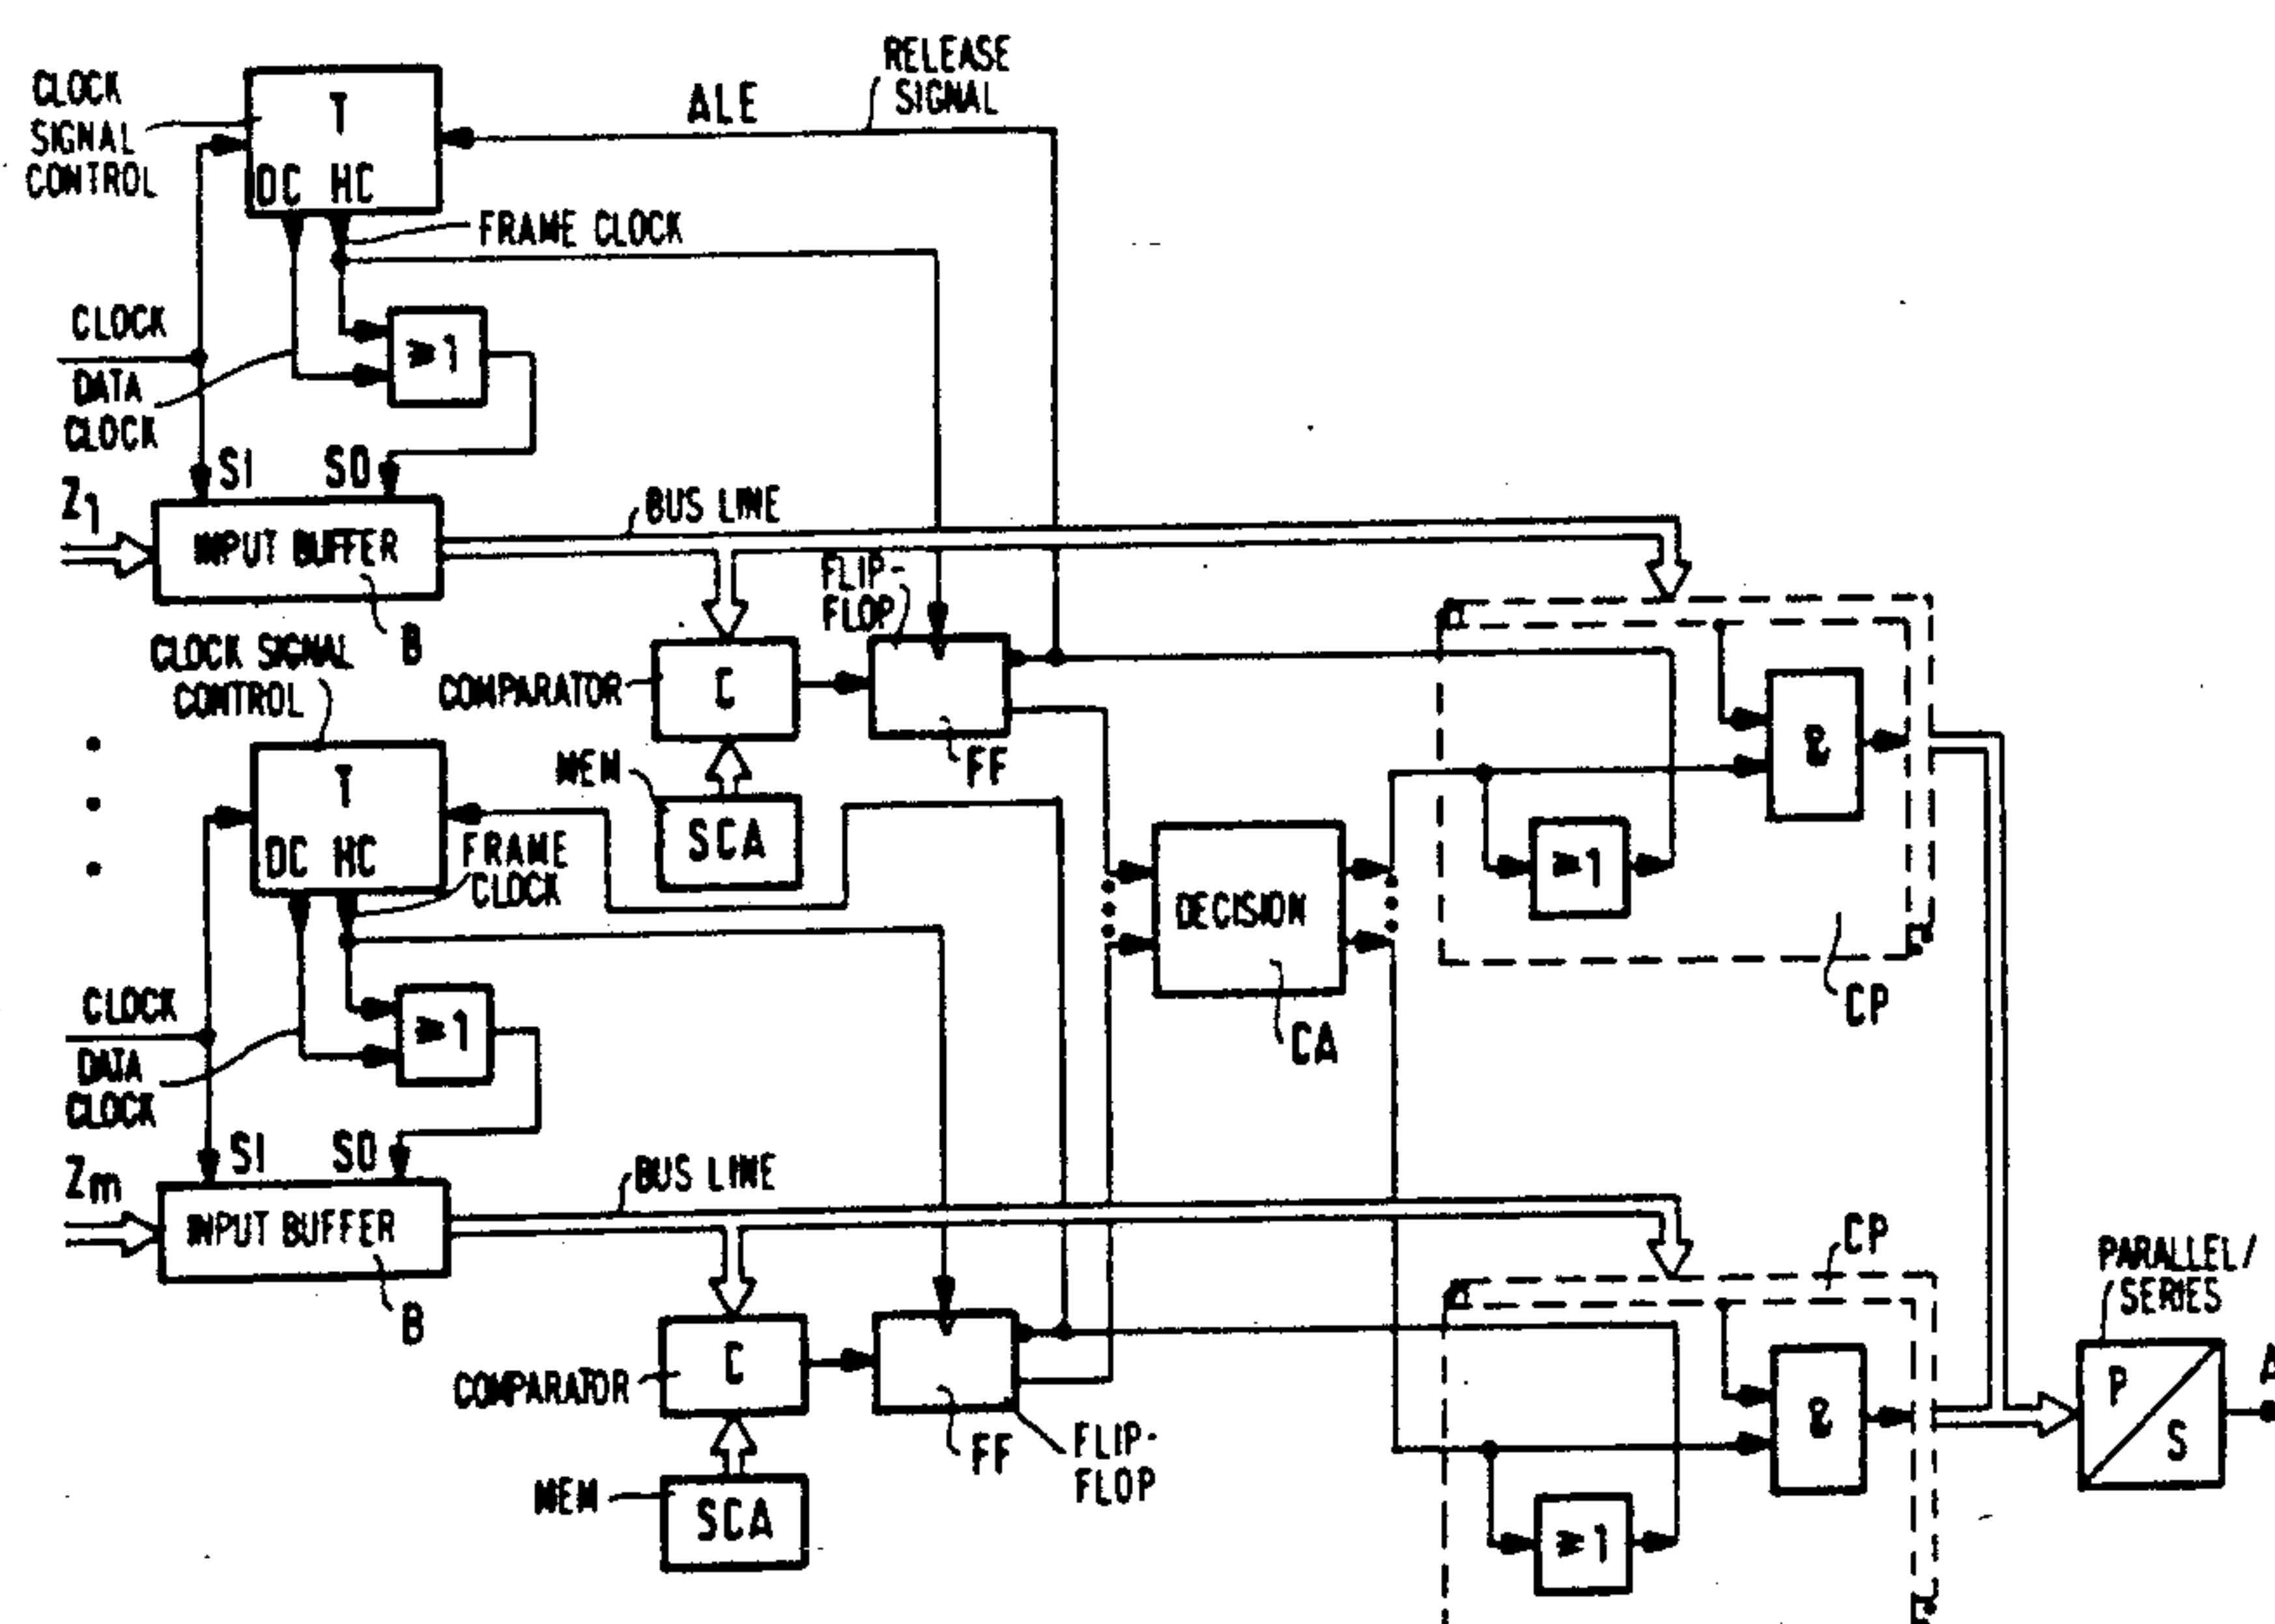 CLOCK
SIGNAL
CONTROL
T
DC HC
ALE
RELEASE
SIGNAL
FRAME CLOCK
CLOCK
DATA
CLOCK
≥1
SI
SO
Z1
INPUT BUFFER
B
BUS LINE
FLIP-
FLOP
COMPARATOR
C
FF
MEM
SCA
&
≥1
CP
DECISION
CA
CLOCK SIGNAL
CONTROL
T
DC HC
FRAME
CLOCK
CLOCK
DATA
CLOCK
≥1
SI
SO
Zm
INPUT BUFFER
B
BUS LINE
COMPARATOR
C
FF
FLIP-
FLOP
MEM
SCA
CP
&
≥1
PARALLEL/
SERIES
P
S
A